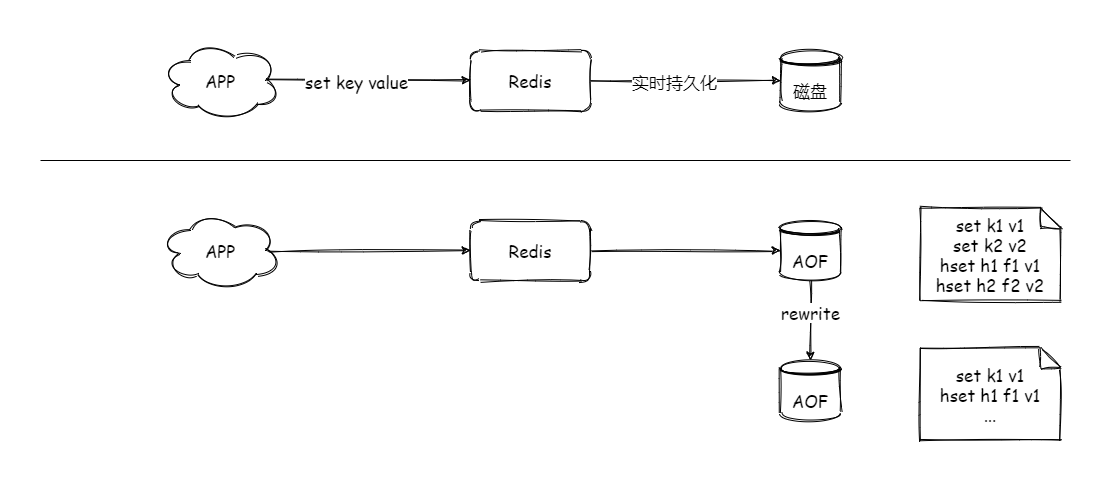 APP
set key value
Redis
实时持久化
磁盘
APP
Redis
AOF
set k1 v1
set k2 v2
hset h1 f1 v1
hset h2 f2 v2
rewrite
AOF
set k1 v1
hset h1 f1 v1
...